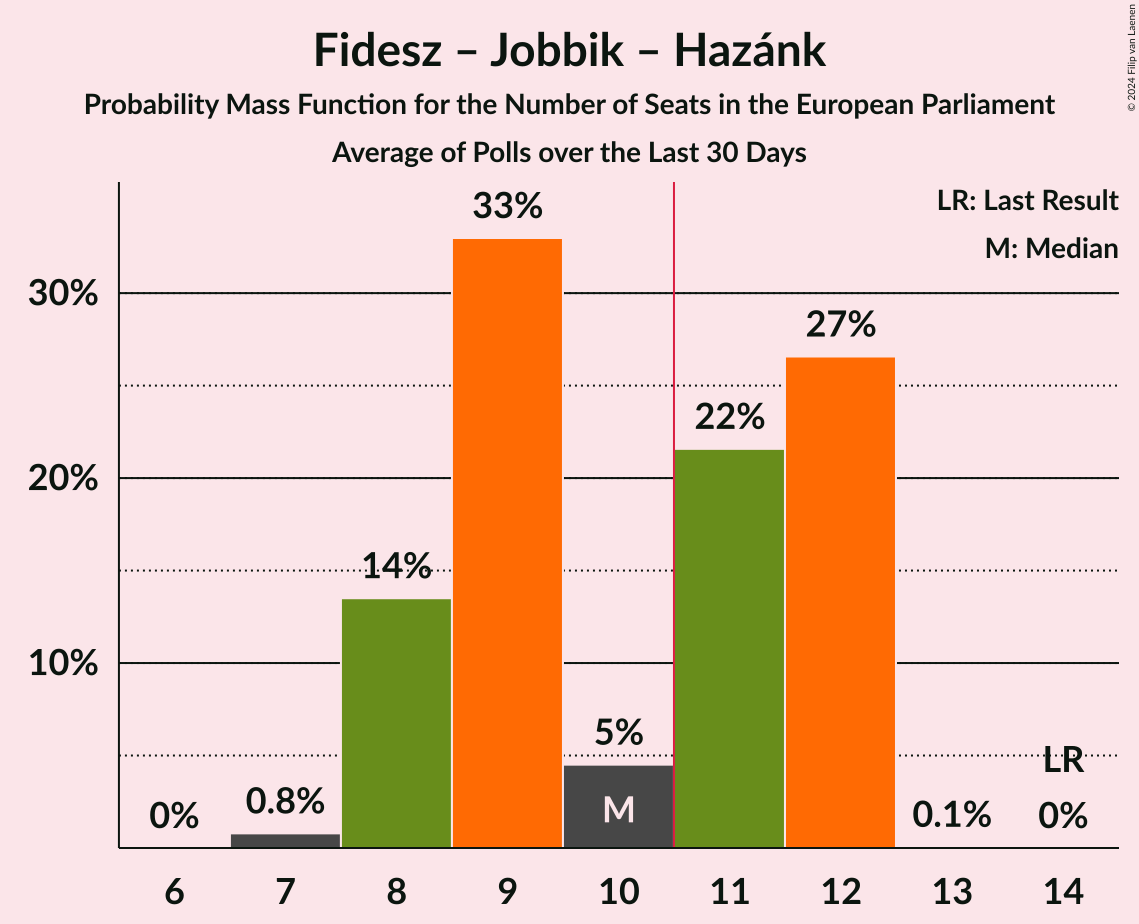 Fidesz – Jobbik – Hazánk
Probability Mass Function for the Number of Seats in the European Parliament
Average of Polls over the Last 30 Days
© 2024 Filip van Laenen
LR: Last Result
M: Median
33%
30%
27%
22%
20%
14%
10%
5%
LR
0%
0.8%
M
0.1%
0%
6 7 8 9 10 11 12 13 14